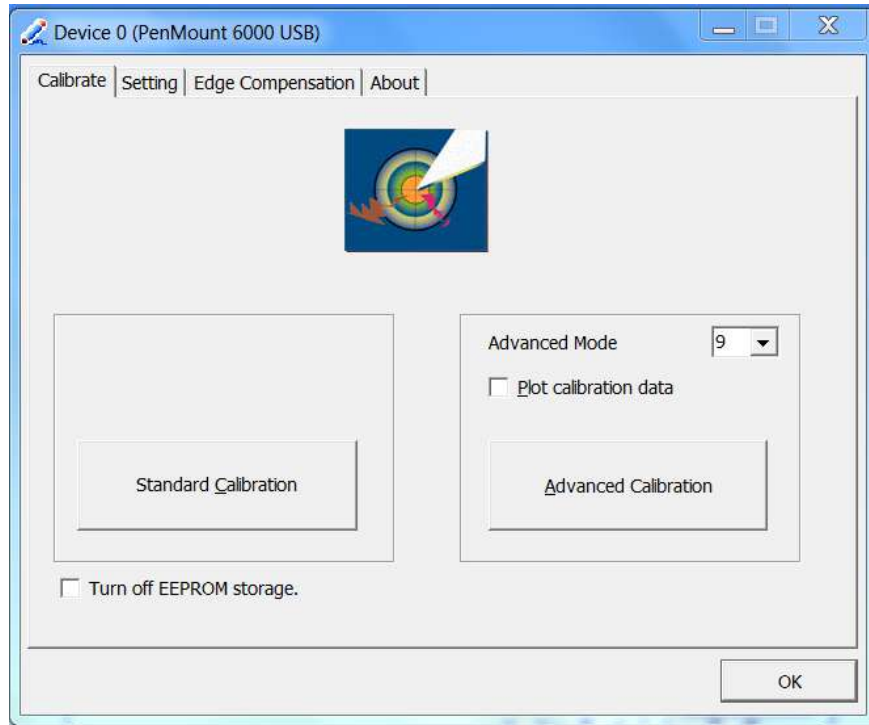 Device 0 (PenMount 6000 USB)
Calibrate Setting Edge Compensation About
Advanced Mode 9
Plot calibration data
Standard Calibration Advanced Calibration
Turn off EEPROM storage.
OK